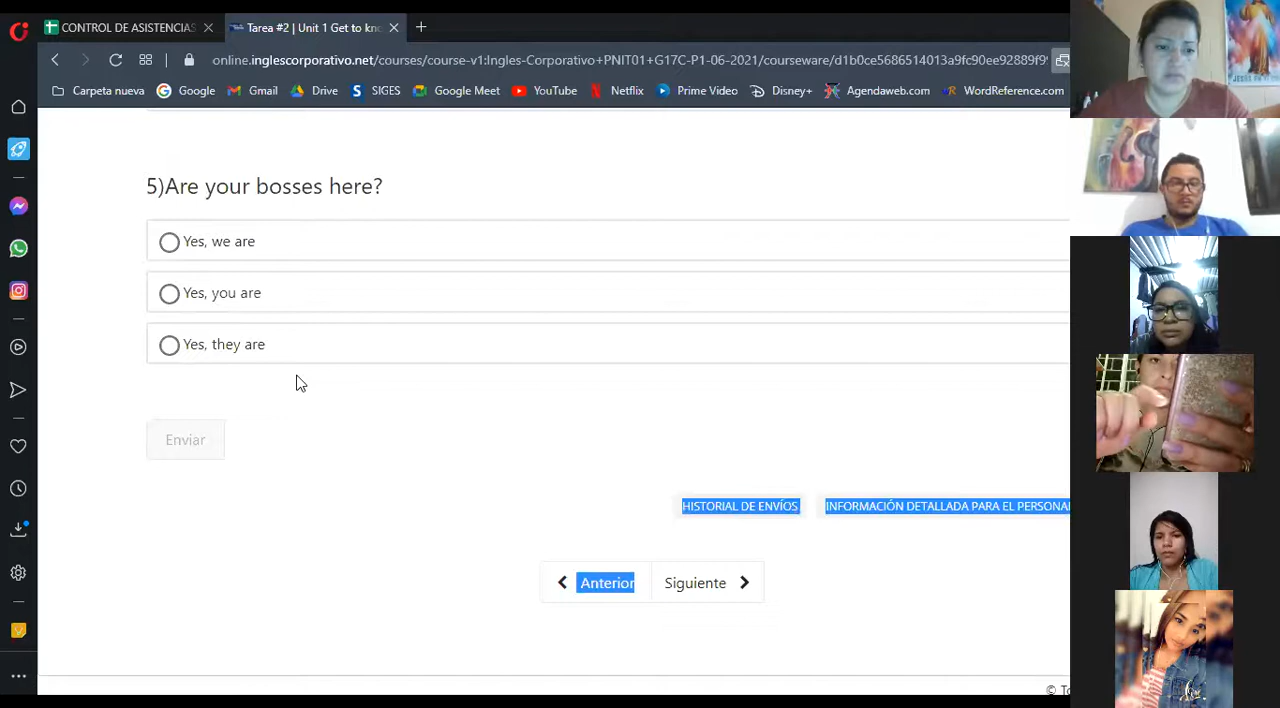 CONTROL DE ASISTENCIAS
Tarea #2 | Unit 1 Get to kno
online.inglescorporativo.net/courses/course-v1:Ingles-Corporativo+PNIT01+G17C-P1-06-2021/courseware/d1b0ce5686514013a9fc90ee92889f9
Carpeta nueva Google Gmail Drive SIGES Google Meet YouTube Netflix Prime Video Disney+ Agendaweb.com WordReference.com
5)Are your bosses here?
Yes, we are
Yes, you are
Yes, they are
Enviar
HISTORIAL DE ENVÍOS INFORMACIÓN DETALLADA PARA EL PERSONAL
Anterior Siguiente
©